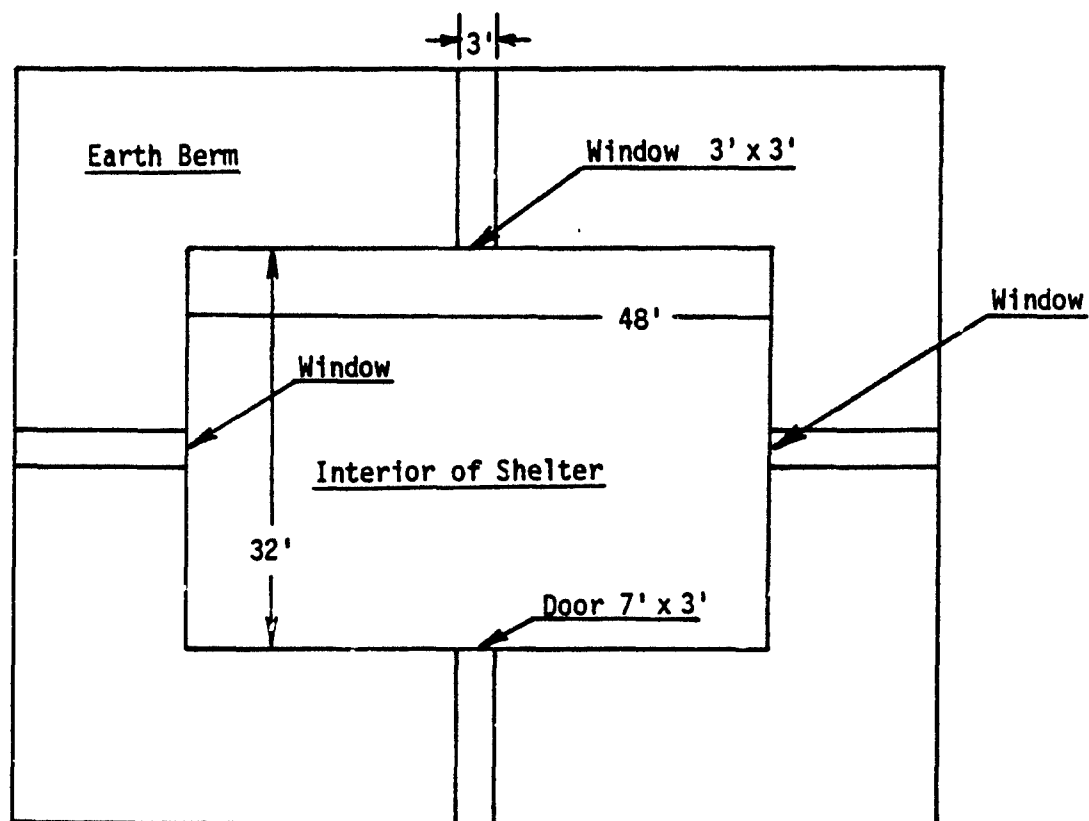 3'
Earth Berm
Window 3' x 3'
Window
48'
Window
Interior of Shelter
32'
Door 7' x 3'